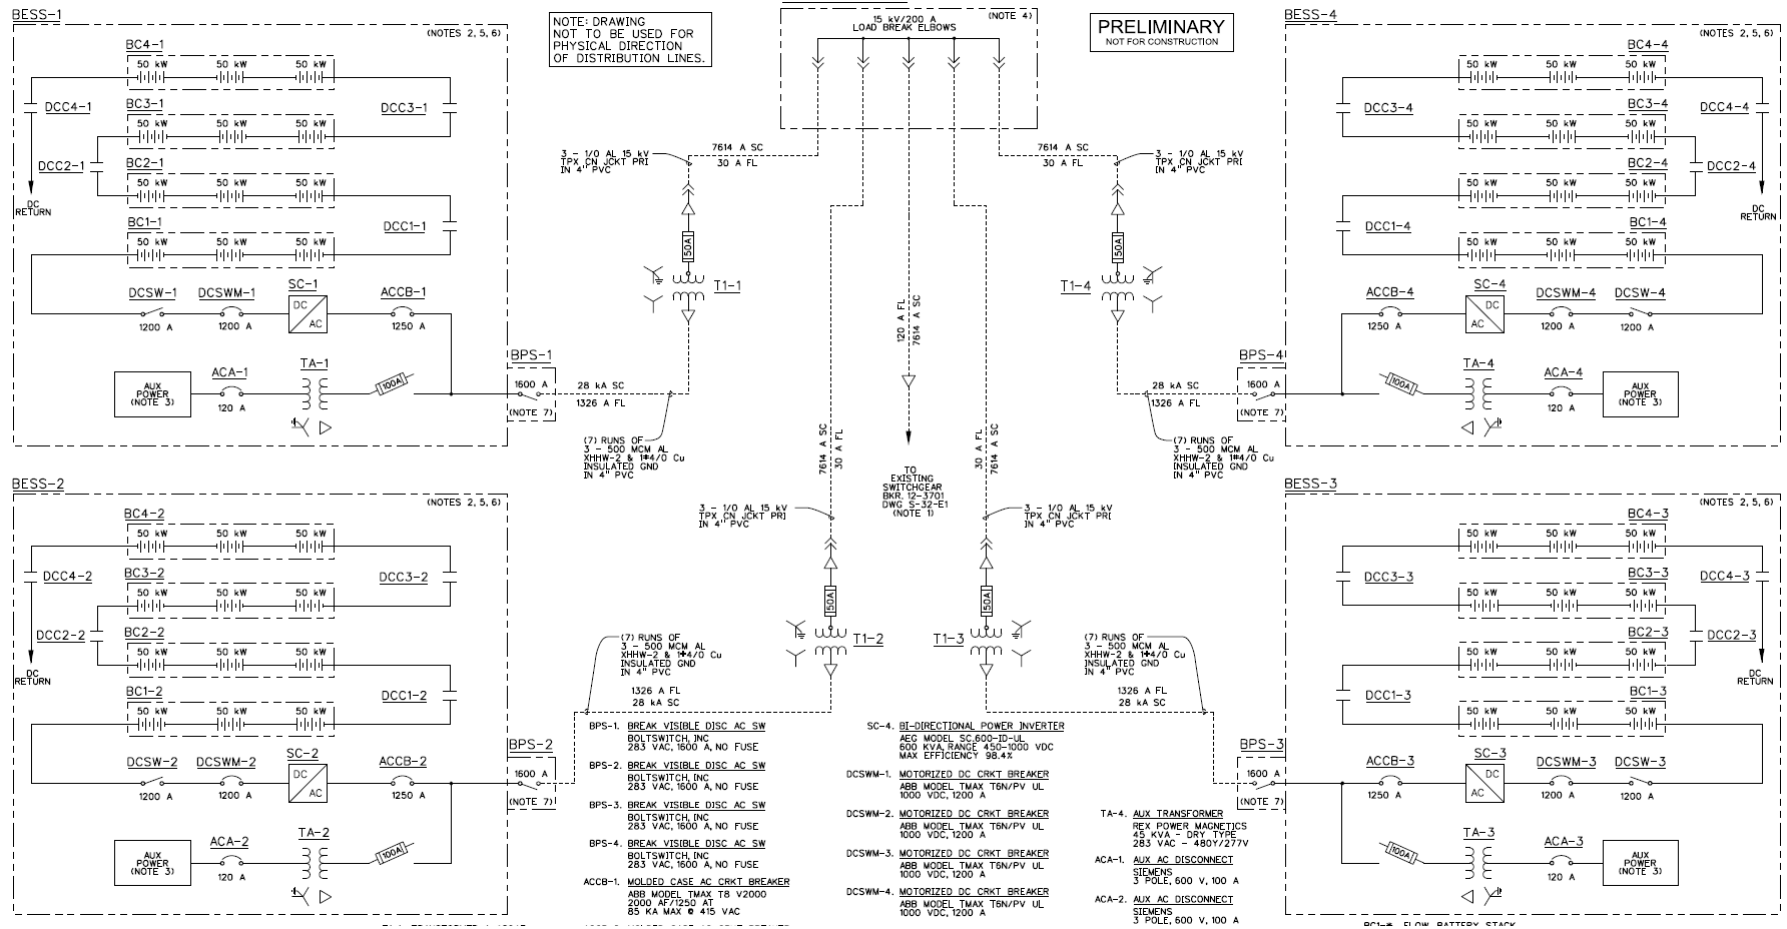 BESS-1
(NOTES 2, 5, 6)
BC4-1
50 kW 50 kW 50 kW
DCC4-1
DCC3-1
BC3-1
50 kW 50 kW 50 kW
DCC2-1
BC2-1
50 kW 50 kW 50 kW
DC
RETURN
DCC1-1
BC1-1
50 kW 50 kW 50 kW
DCSW-1
1200 A
DCSWM-1
1200 A
SC-1
DC
AC
ACCB-1
1250 A
AUX
POWER
(NOTE 3)
ACA-1
120 A
TA-1
100A
BPS-1
1600 A
(NOTE 7)
28 kA SC
1326 A FL
(7) RUNS OF
3 - 500 MCM AL
XHHW-2 & 1#4/0 Cu
INSULATED GND
IN 4" PVC
NOTE: DRAWING
NOT TO BE USED FOR
PHYSICAL DIRECTION
OF DISTRIBUTION LINES.
15 kV/200 A
LOAD BREAK ELBOWS
(NOTE 4)
PRELIMINARY
NOT FOR CONSTRUCTION
3 - 1/0 AL 15 kV
TPX CN JCKT PRI
IN 4" PVC
7614 A SC
30 A FL
50A
T1-1
7614 A SC
30 A FL
3 - 1/0 AL 15 kV
TPX CN JCKT PRI
IN 4" PVC
50A
T1-4
120 A FL
7614 A SC
TO
EXISTING
SWITCHGEAR
BKR. 12-3701
DWG S-32-E1
(NOTE 1)
7614 A SC
30 A FL
30 A FL
7614 A SC
BESS-4
(NOTES 2, 5, 6)
BC4-4
50 kW 50 kW 50 kW
DCC3-4
DCC4-4
BC3-4
50 kW 50 kW 50 kW
DCC2-4
BC2-4
50 kW 50 kW 50 kW
DC
RETURN
DCC1-4
BC1-4
50 kW 50 kW 50 kW
ACCB-4
1250 A
SC-4
DC
AC
DCSWM-4
1200 A
DCSW-4
1200 A
BPS-4
1600 A
(NOTE 7)
28 kA SC
1326 A FL
(7) RUNS OF
3 - 500 MCM AL
XHHW-2 & 1#4/0 Cu
INSULATED GND
IN 4" PVC
100A
TA-4
ACA-4
120 A
AUX
POWER
(NOTE 3)
BESS-2
(NOTES 2, 5, 6)
BC4-2
50 kW 50 kW 50 kW
DCC4-2
DCC3-2
BC3-2
50 kW 50 kW 50 kW
DCC2-2
BC2-2
50 kW 50 kW 50 kW
DC
RETURN
DCC1-2
BC1-2
50 kW 50 kW 50 kW
DCSW-2
1200 A
DCSWM-2
1200 A
SC-2
DC
AC
ACCB-2
1250 A
AUX
POWER
(NOTE 3)
ACA-2
120 A
TA-2
100A
BPS-2
1600 A
(NOTE 7)
3 - 1/0 AL 15 kV
TPX CN JCKT PRI
IN 4" PVC
50A
T1-2
(7) RUNS OF
3 - 500 MCM AL
XHHW-2 & 1#4/0 Cu
INSULATED GND
IN 4" PVC
1326 A FL
28 kA SC
3 - 1/0 AL 15 kV
TPX CN JCKT PRI
IN 4" PVC
50A
T1-3
(7) RUNS OF
3 - 500 MCM AL
XHHW-2 & 1#4/0 Cu
INSULATED GND
IN 4" PVC
1326 A FL
28 kA SC
BESS-3
(NOTES 2, 5, 6)
BC4-3
50 kW 50 kW 50 kW
DCC3-3
DCC4-3
BC3-3
50 kW 50 kW 50 kW
DCC2-3
BC2-3
50 kW 50 kW 50 kW
DC
RETURN
DCC1-3
BC1-3
50 kW 50 kW 50 kW
BPS-3
1600 A
(NOTE 7)
ACCB-3
1250 A
SC-3
DC
AC
DCSWM-3
1200 A
DCSW-3
1200 A
100A
TA-3
ACA-3
120 A
AUX
POWER
(NOTE 3)
BPS-1. BREAK VISIBLE DISC AC SW
BOLTSWITCH, INC
283 VAC, 1600 A, NO FUSE
BPS-2. BREAK VISIBLE DISC AC SW
BOLTSWITCH, INC
283 VAC, 1600 A, NO FUSE
BPS-3. BREAK VISIBLE DISC AC SW
BOLTSWITCH, INC
283 VAC, 1600 A, NO FUSE
BPS-4. BREAK VISIBLE DISC AC SW
BOLTSWITCH, INC
283 VAC, 1600 A, NO FUSE
ACCB-1. MOLDED CASE AC CRKT BREAKER
ABB MODEL TMAX T8 V2000
2000 AF/1250 AT
85 KA MAX @ 415 VAC
SC-4. BI-DIRECTIONAL POWER INVERTER
AEG MODEL SC.600-ID-UL
600 KVA, RANGE 450-1000 VDC
MAX EFFICIENCY 98.4%
DCSWM-1. MOTORIZED DC CRKT BREAKER
ABB MODEL TMAX T6N/PV UL
1000 VDC, 1200 A
DCSWM-2. MOTORIZED DC CRKT BREAKER
ABB MODEL TMAX T6N/PV UL
1000 VDC, 1200 A
DCSWM-3. MOTORIZED DC CRKT BREAKER
ABB MODEL TMAX T6N/PV UL
1000 VDC, 1200 A
DCSWM-4. MOTORIZED DC CRKT BREAKER
ABB MODEL TMAX T6N/PV UL
1000 VDC, 1200 A
TA-4. AUX TRANSFORMER
REX POWER MAGNETICS
45 KVA - DRY TYPE
283 VAC - 480Y/277V
ACA-1. AUX AC DISCONNECT
SIEMENS
3 POLE, 600 V, 100 A
ACA-2. AUX AC DISCONNECT
SIEMENS
3 POLE, 600 V, 100 A
FLOW BATTERY STACK